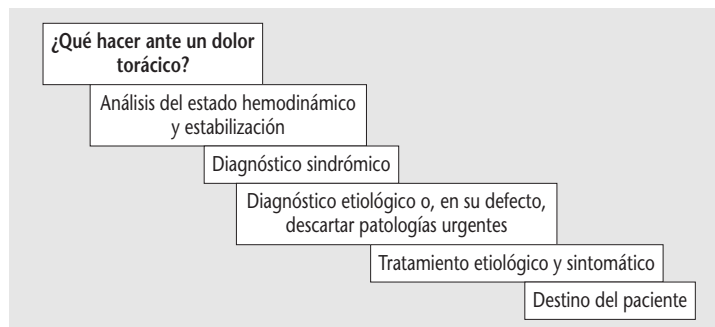 ¿Qué hacer ante un dolor
torácico?
Análisis del estado hemodinámico
y estabilización
Diagnóstico sindrómico
Diagnóstico etiológico o, en su defecto,
descartar patologías urgentes
Tratamiento etiológico y sintomático
Destino del paciente